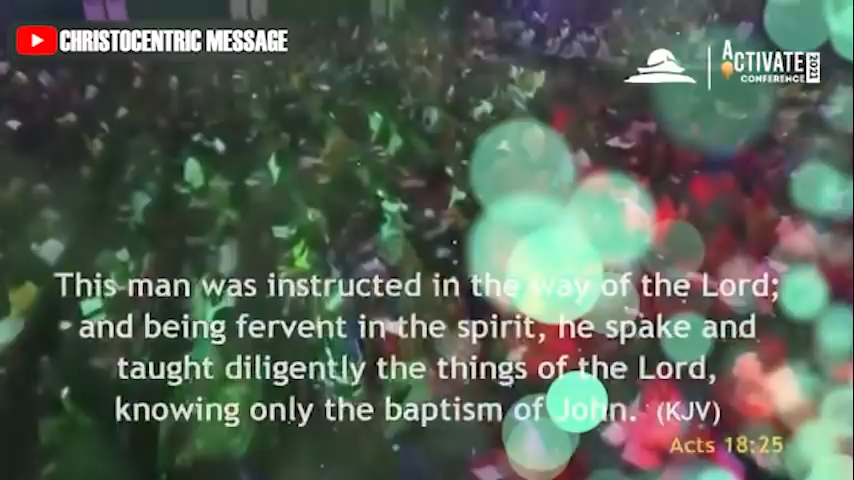 CHRISTOCENTRIC MESSAGE
ACTIVATE
CONFERENCE
2021
This man was instructed in the way of the Lord;
and being fervent in the spirit, he spake and
taught diligently the things of the Lord,
knowing only the baptism of John. (KJV)
Acts 18:25